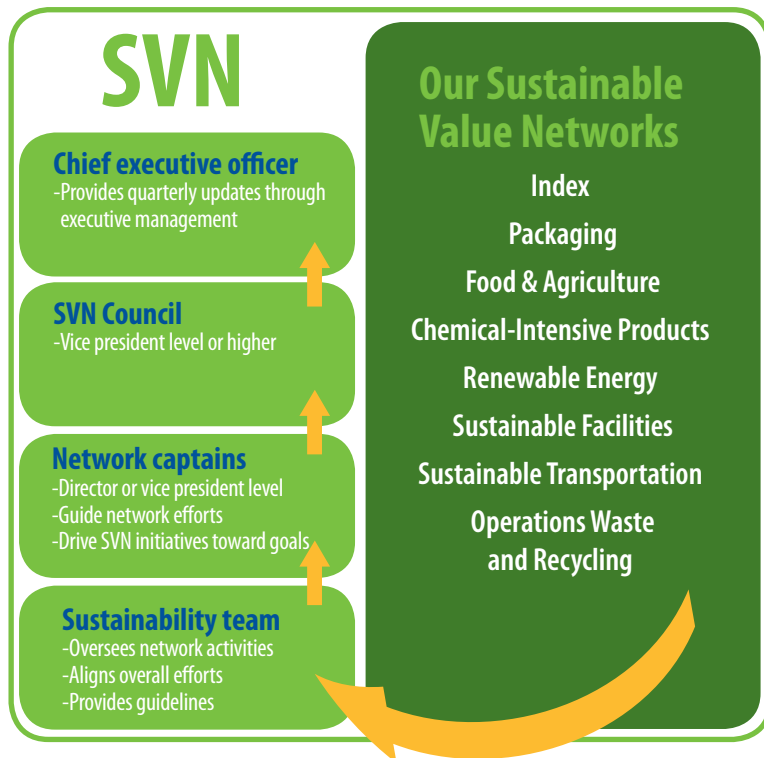 SVN
Chief executive officer
-Provides quarterly updates through
executive management
SVN Council
-Vice president level or higher
Network captains
-Director or vice president level
-Guide network efforts
-Drive SVN initiatives toward goals
Sustainability team
-Oversees network activities
-Aligns overall efforts
-Provides guidelines
Our Sustainable
Value Networks
Index
Packaging
Food & Agriculture
Chemical-Intensive Products
Renewable Energy
Sustainable Facilities
Sustainable Transportation
Operations Waste
and Recycling